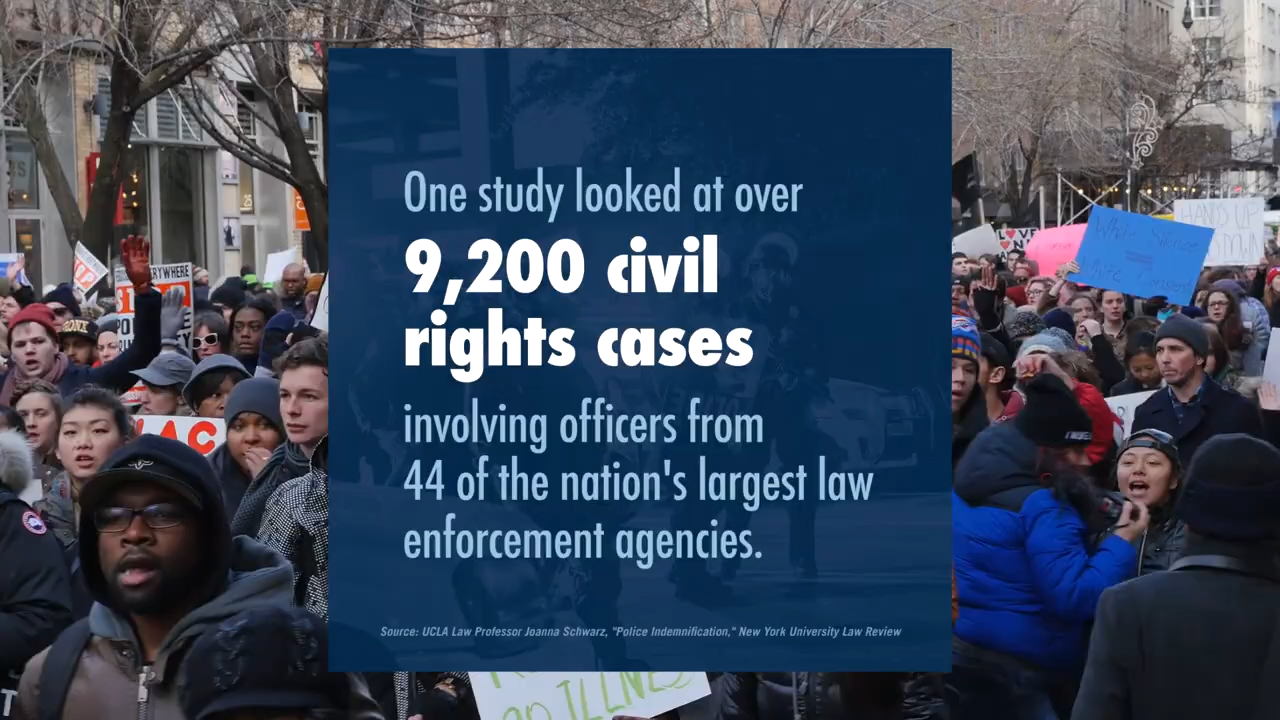 One study looked at over
9,200 civil
rights cases
involving officers from
44 of the nation's largest law
enforcement agencies.
Source: UCLA Law Professor Joanna Schwarz, "Police Indemnification," New York University Law Review
HANDS UP
ILLNES